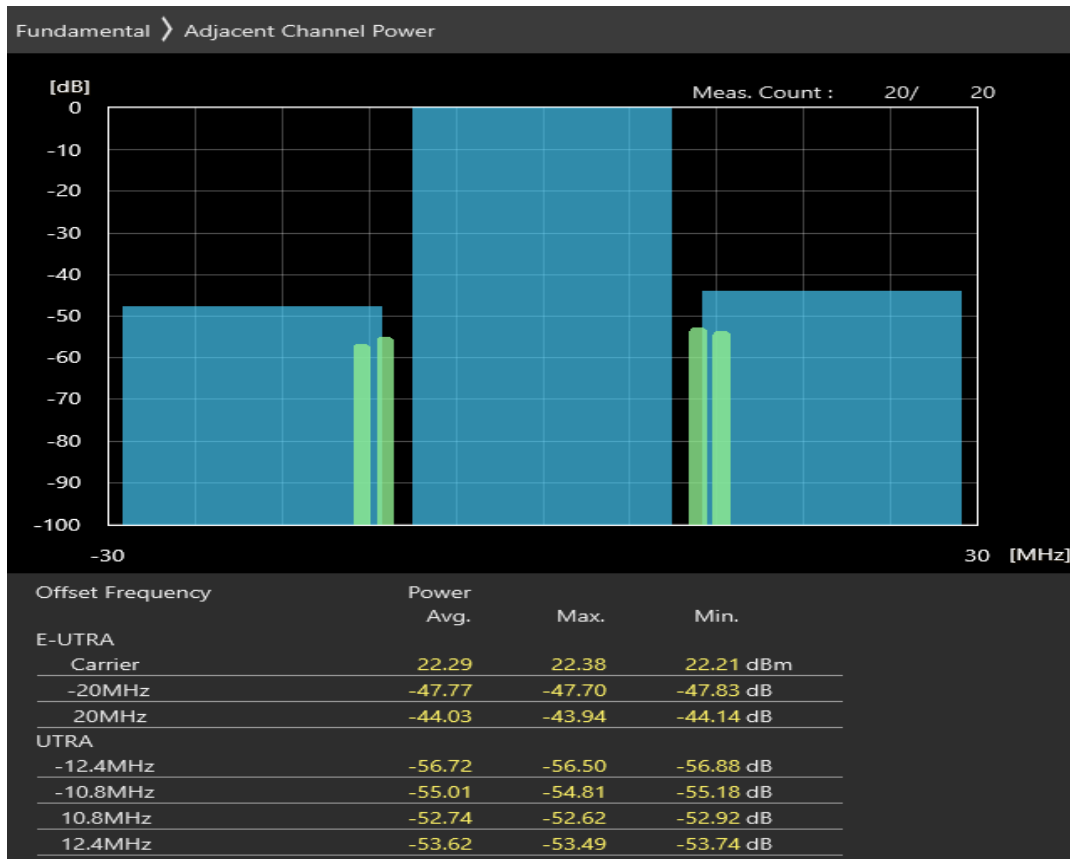 Fundamental ❯ Adjacent Channel Power
[dB]
Meas. Count : 20/ 20
0
-10
-20
-30
-40
-50
-60
-70
-80
-90
-100
-30 30 [MHz]
Offset Frequency Power
Avg. Max. Min.
E-UTRA
Carrier 22.29 22.38 22.21 dBm
-20MHz -47.77 -47.70 -47.83 dB
20MHz -44.03 -43.94 -44.14 dB
UTRA
-12.4MHz -56.72 -56.50 -56.88 dB
-10.8MHz -55.01 -54.81 -55.18 dB
10.8MHz -52.74 -52.62 -52.92 dB
12.4MHz -53.62 -53.49 -53.74 dB